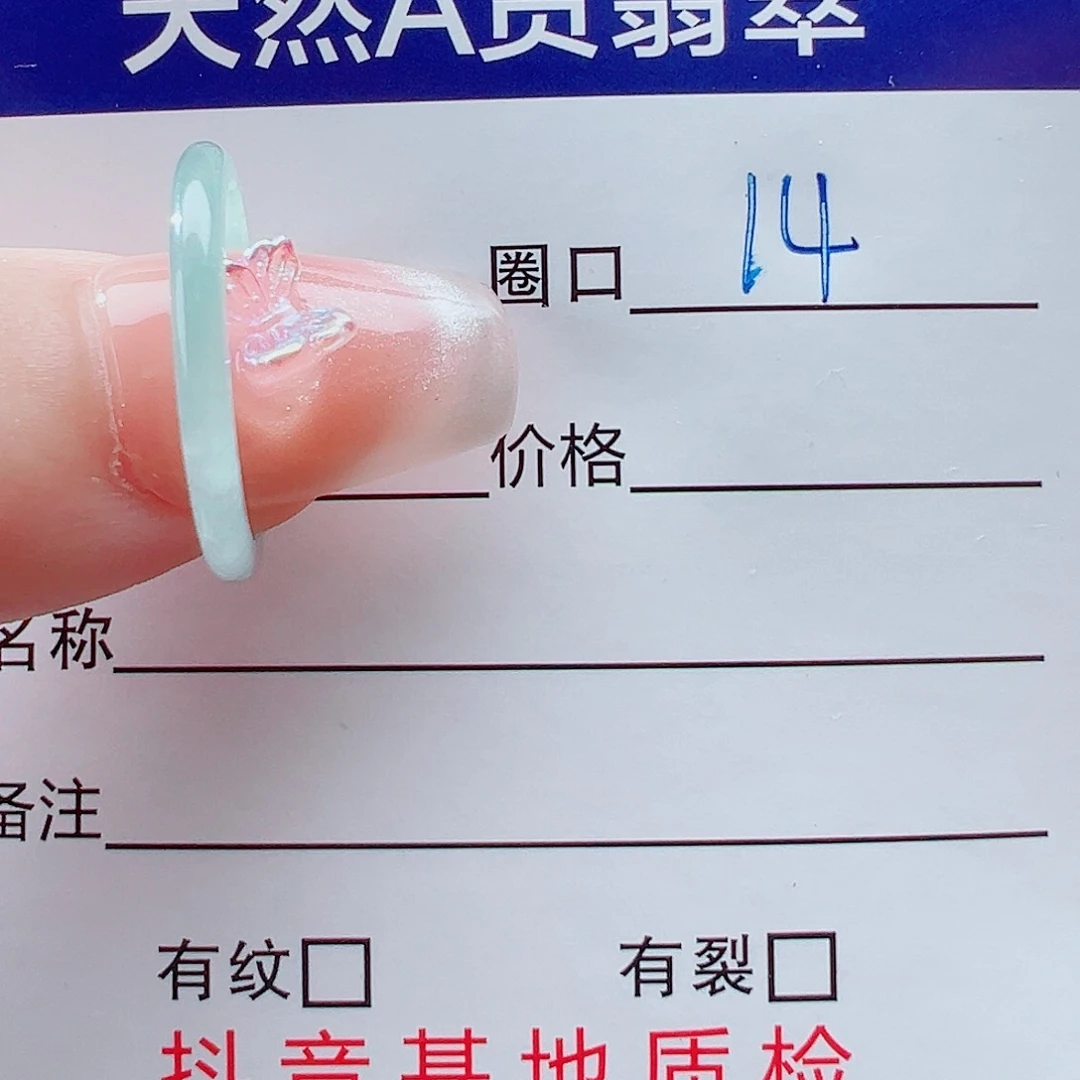 天然A货翡翠
圈口 14
价格
名称
备注
有纹□ 有裂□
抖音基地质检